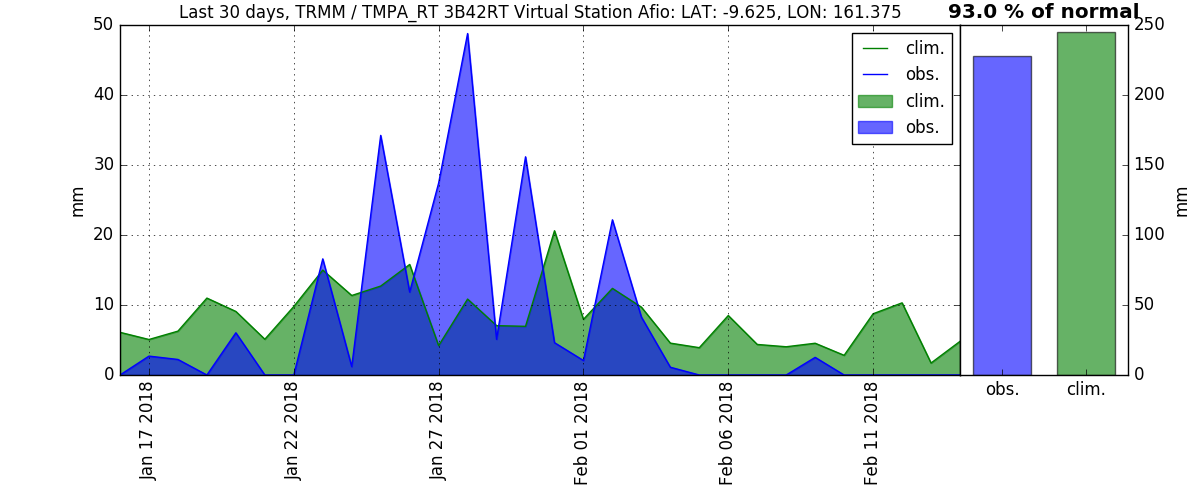 Last 30 days, TRMM / TMPA_RT 3B42RT Virtual Station Afio: LAT: -9.625, LON: 161.375
93.0 % of normal
50
40
30
20
10
0
mm
clim.
obs.
clim.
obs.
250
200
150
100
50
0
mm
Jan 17 2018
Jan 22 2018
Jan 27 2018
Feb 01 2018
Feb 06 2018
Feb 11 2018
obs.
clim.